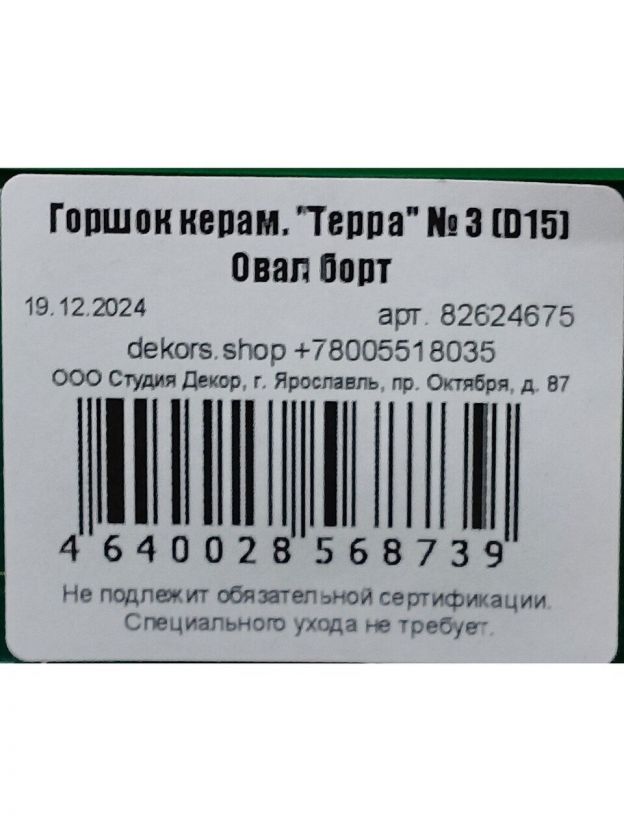 Горшок керам. "Терра" № 3 (D15)
Овал борт
19.12.2024
арт. 82624675
dekors.shop +78005518035
ООО Студия Декор, г. Ярославль, пр. Октября, д. 87
4 640028 568739
Не подлежит обязательной сертификации.
Специального ухода не требует.